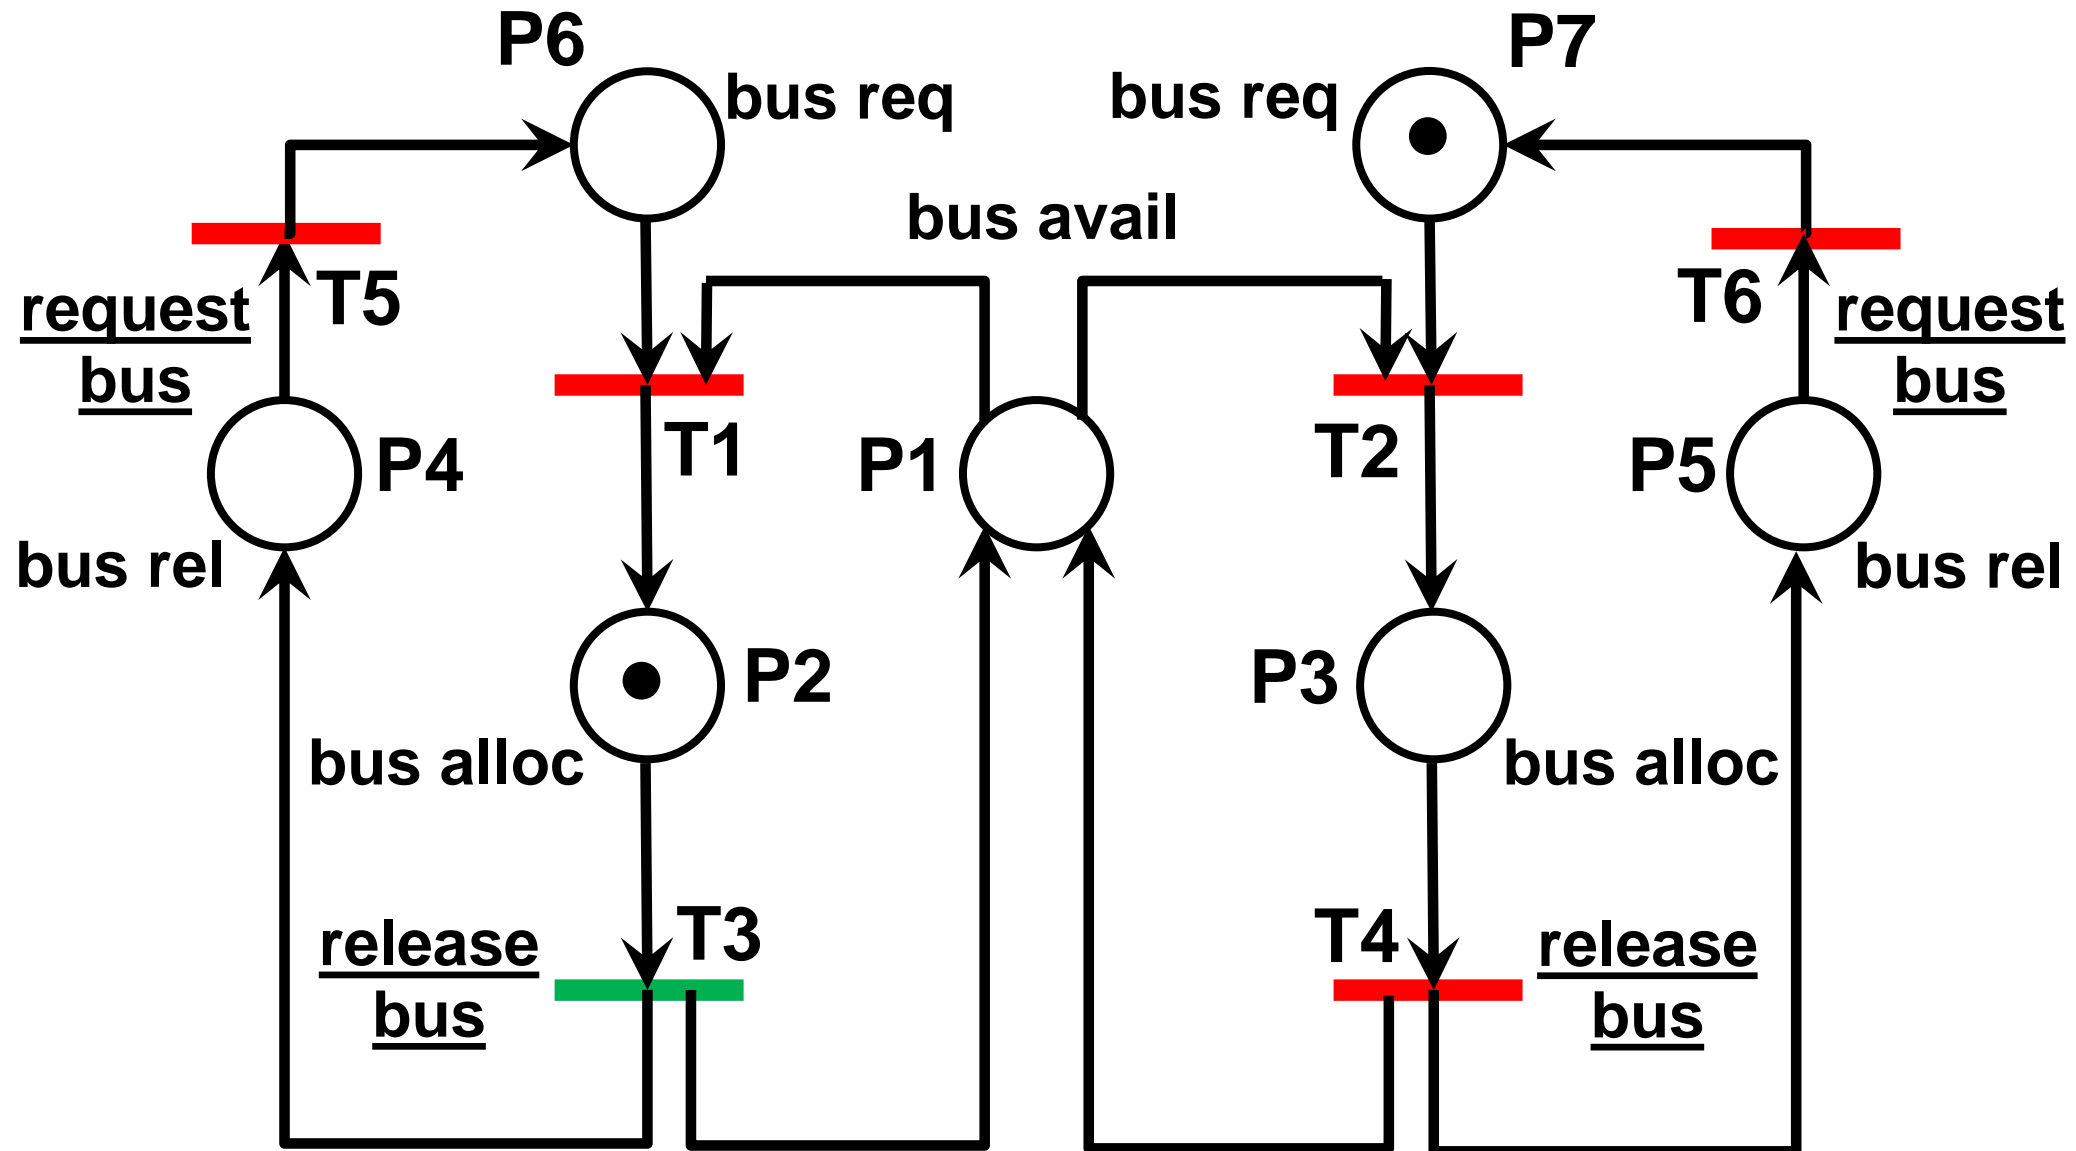 P6
P7
bus req
bus req
bus avail
T5
T6
request
bus
request
bus
T1
T2
P4
P1
P5
bus rel
bus rel
P2
P3
bus alloc
bus alloc
T3
T4
release
bus
release
bus